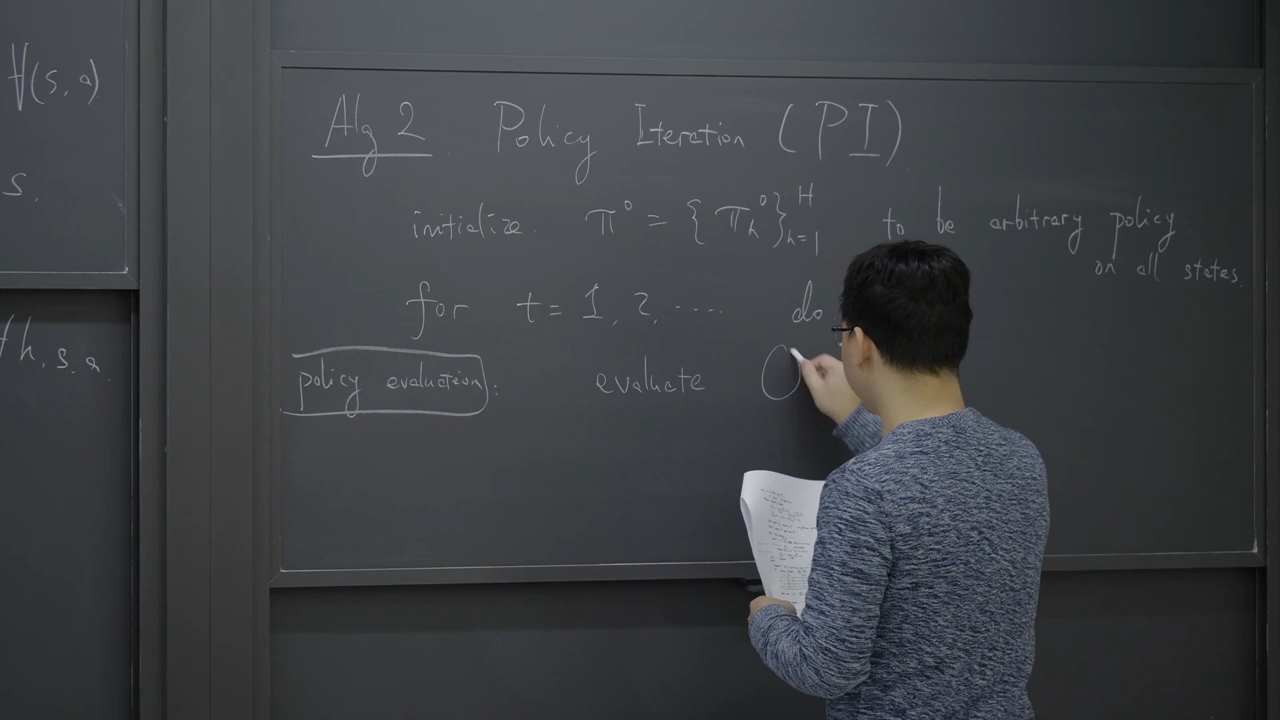 ∀(s, a)
s.
∀h, s, a.
Alg 2 Policy Iteration (PI)
initialize. π⁰ = {π_h⁰}_{h=1}^H to be arbitrary policy
on all states.
for t = 1, 2, ···· do
policy evaluation: evaluate